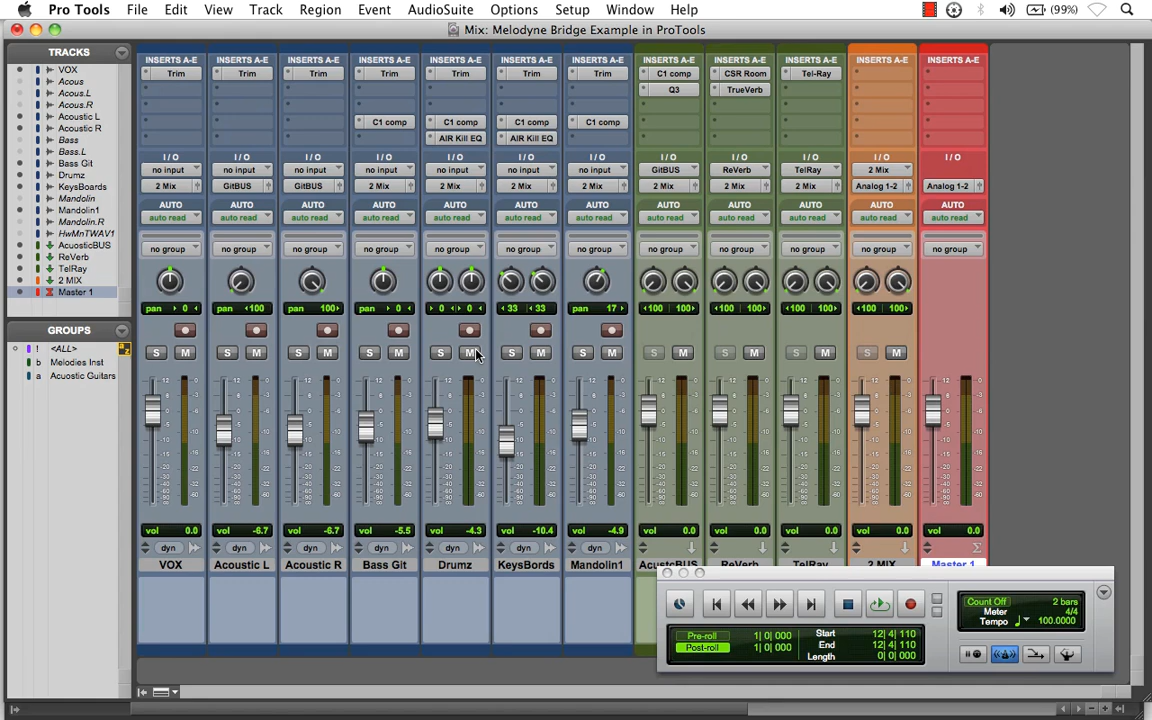 Pro Tools File Edit View Track Region Event AudioSuite Options Setup Window Help (99%)
Mix: Melodyne Bridge Example in ProTools
TRACKS
VOX
Acous
Acous.L
Acous.R
Acoustic L
Acoustic R
Bass
Bass.L
Bass Git
Drumz
KeysBoards
Mandolin
Mandolin1
Mandolin.R
HwMnTWAV1
AcuosticBUS
ReVerb
TelRay
2 MIX
Master 1
GROUPS
! <ALL>
b Melodies Inst
a Acuostic Guitars
INSERTS A-E INSERTS A-E INSERTS A-E INSERTS A-E INSERTS A-E INSERTS A-E INSERTS A-E INSERTS A-E INSERTS A-E INSERTS A-E INSERTS A-E INSERTS A-E
Trim Trim Trim Trim Trim Trim Trim C1 comp CSR Room Tel-Ray
Q3 TrueVerb
C1 comp C1 comp C1 comp C1 comp
AIR Kill EQ AIR Kill EQ
I / O I / O I / O I / O I / O I / O I / O I / O I / O I / O I / O I / O
no input no input no input no input no input no input no input GitBUS ReVerb TelRay 2 Mix
2 Mix GitBUS GitBUS 2 Mix 2 Mix 2 Mix 2 Mix 2 Mix 2 Mix 2 Mix Analog 1-2 Analog 1-2
AUTO AUTO AUTO AUTO AUTO AUTO AUTO AUTO AUTO AUTO AUTO AUTO
auto read auto read auto read auto read auto read auto read auto read auto read auto read auto read auto read auto read
no group no group no group no group no group no group no group no group no group no group no group no group
pan 0 pan 100 pan 100 pan 0 0 0 33 33 pan 17 100 100 100 100 100 100 100 100
S M S M S M S M S M S M S M S M S M S M S M
vol 0.0 vol -6.7 vol -6.7 vol -5.5 vol -4.3 vol -10.4 vol -4.9 vol 0.0 vol 0.0 vol 0.0 vol 0.0 vol 0.0
dyn dyn dyn dyn dyn dyn dyn dyn dyn dyn dyn dyn
VOX Acoustic L Acoustic R Bass Git Drumz KeysBords Mandolin1 AcustcBUS ReVerb TelRay 2 MIX Master 1
Count Off 2 bars
Meter 4/4
Tempo 100.0000
Pre-roll 1| 0| 000 Start 12| 4| 110
Post-roll 1| 0| 000 End 12| 4| 110
Length 0| 0| 000